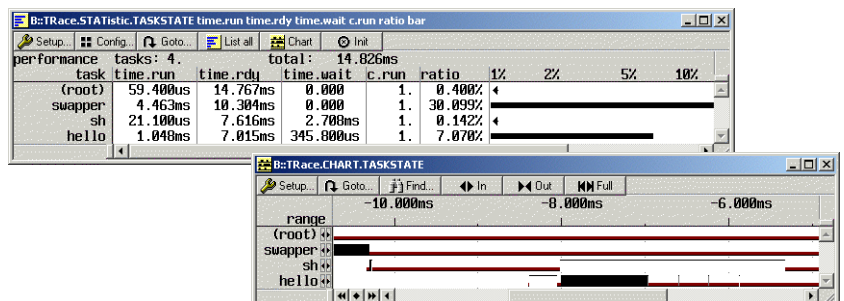 B::TRace.STATistic.TASKSTATE time.run time.rdy time.wait c.run ratio bar
Setup... Config... Goto... List all Chart Init
performance tasks: 4. total: 14.826ms
task time.run time.rdy time.wait c.run ratio 1% 2% 5% 10%
(root) 59.400us 14.767ms 0.000 1. 0.400%
swapper 4.463ms 10.304ms 0.000 1. 30.099%
sh 21.100us 7.616ms 2.708ms 1. 0.142%
hello 1.048ms 7.015ms 345.800us 1. 7.070%
B::TRace.CHART.TASKSTATE
Setup... Goto... Find... In Out Full
-10.000ms -8.000ms -6.000ms
range
(root)
swapper
sh
hello